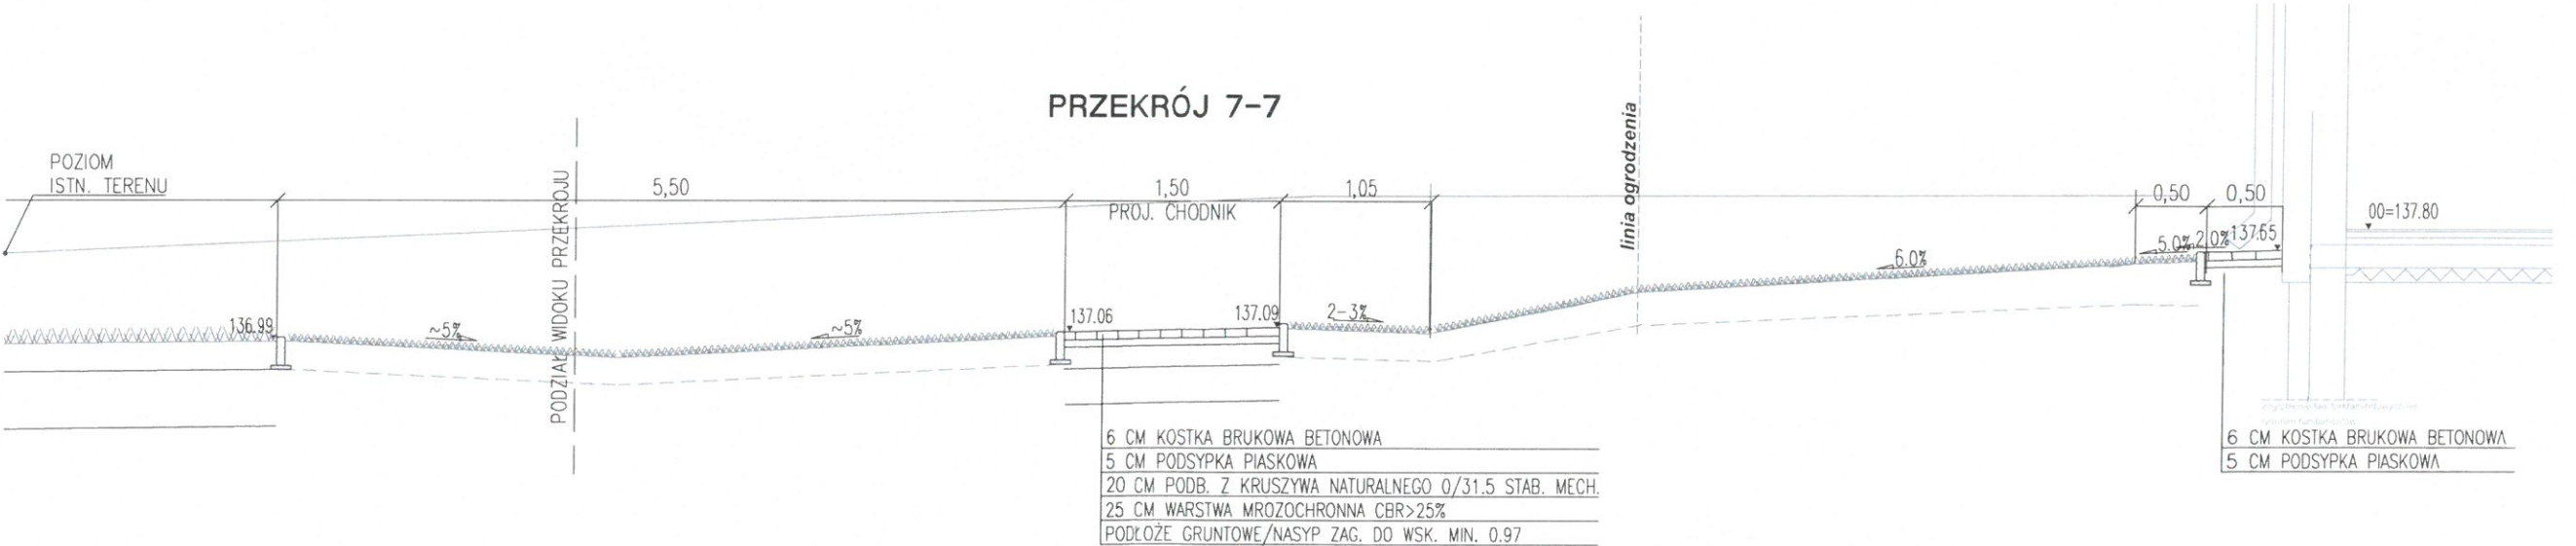 PRZEKRÓJ 7-7
POZIOM
ISTN. TERENU
PODZIAŁ WIDOKU PRZEKROJU
5,50
1,50
PROJ. CHODNIK
1,05
linia ogrodzenia
0,50
0,50
00=137.80
136.99
~5%
~5%
137.06
137.09
2-3%
6.0%
5.0%
2.0%
137.65
6 CM KOSTKA BRUKOWA BETONOWA
5 CM PODSYPKA PIASKOWA
20 CM PODB. Z KRUSZYWA NATURALNEGO 0/31.5 STAB. MECH.
25 CM WARSTWA MROZOCHRONNA CBR>25%
PODŁOŻE GRUNTOWE/NASYP ZAG. DO WSK. MIN. 0.97
6 CM KOSTKA BRUKOWA BETONOWA
5 CM PODSYPKA PIASKOWA